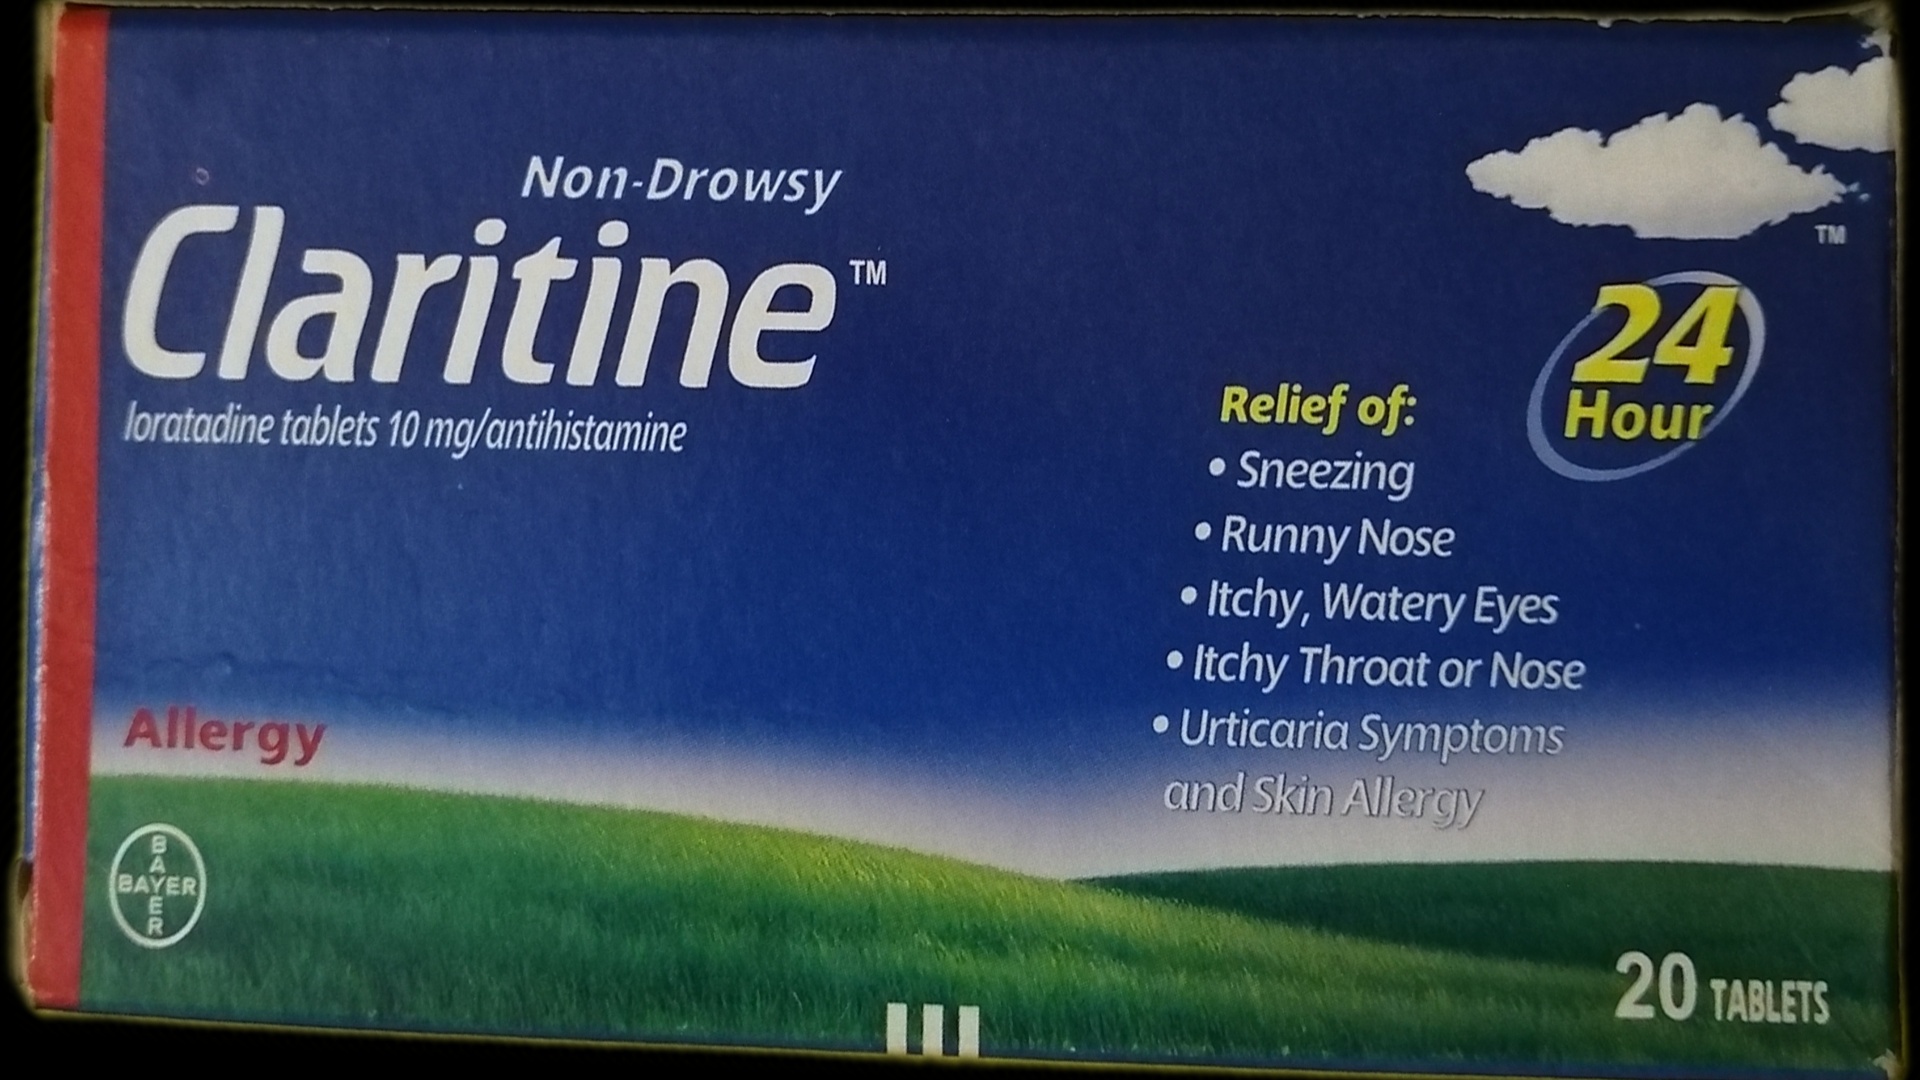 Non-Drowsy
Claritine™
loratadine tablets 10 mg/antihistamine
TM
24
Hour
Relief of:
• Sneezing
• Runny Nose
• Itchy, Watery Eyes
• Itchy Throat or Nose
• Urticaria Symptoms
and Skin Allergy
Allergy
B
A
BAYER
E
R
20 TABLETS